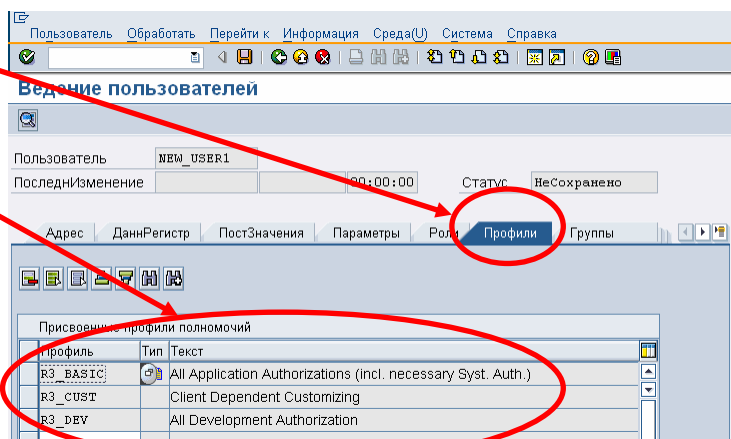 Пользователь Обработать Перейти к Информация Среда(U) Система Справка
Ведение пользователей
Пользователь NEW_USER1
ПоследнИзменение 00:00:00 Статус НеСохранено
Адрес ДаннРегистр ПостЗначения Параметры Роли Профили Группы
Присвоенные профили полномочий
Профиль Тип Текст
R3_BASIC All Application Authorizations (incl. necessary Syst. Auth.)
R3_CUST Client Dependent Customizing
R3_DEV All Development Authorization